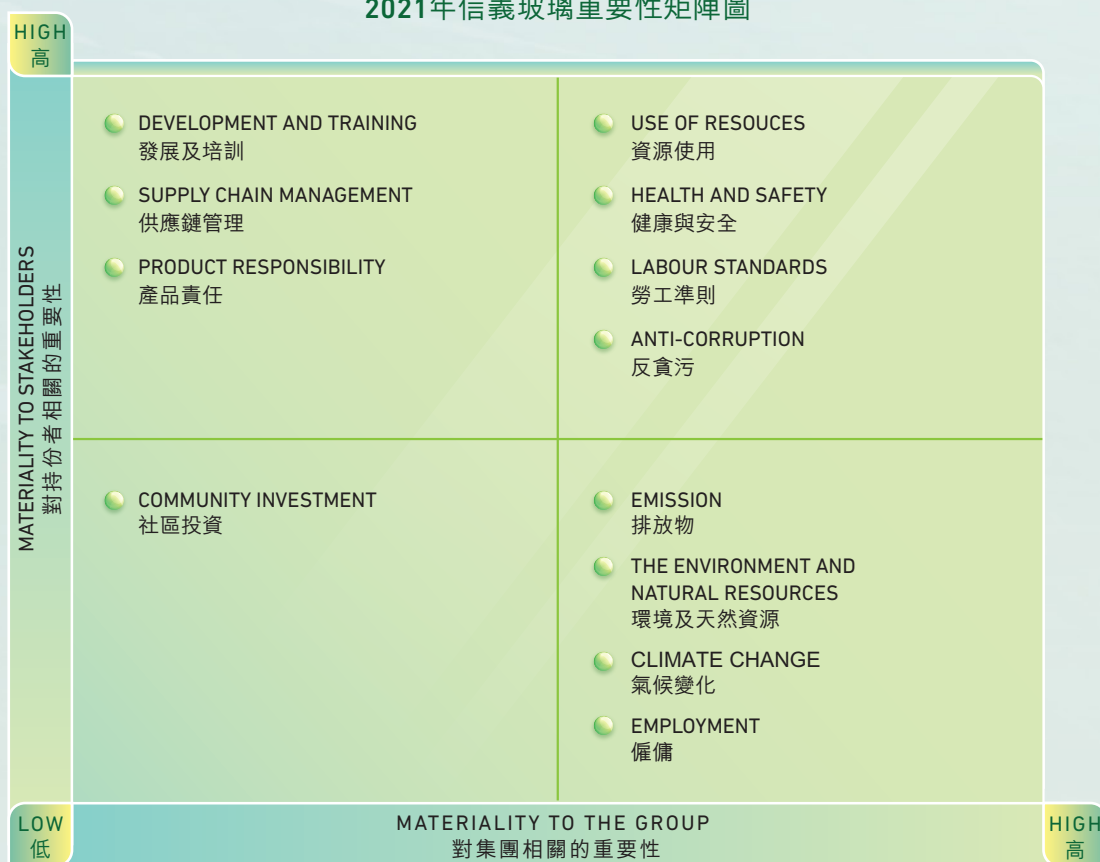 2021年信義玻璃重要性矩陣圖
HIGH
高
MATERIALITY TO STAKEHOLDERS
對持份者相關的重要性
DEVELOPMENT AND TRAINING
發展及培訓
SUPPLY CHAIN MANAGEMENT
供應鏈管理
PRODUCT RESPONSIBILITY
產品責任
USE OF RESOUCES
資源使用
HEALTH AND SAFETY
健康與安全
LABOUR STANDARDS
勞工準則
ANTI-CORRUPTION
反貪污
COMMUNITY INVESTMENT
社區投資
EMISSION
排放物
THE ENVIRONMENT AND
NATURAL RESOURCES
環境及天然資源
CLIMATE CHANGE
氣候變化
EMPLOYMENT
僱傭
LOW
低
MATERIALITY TO THE GROUP
對集團相關的重要性
HIGH
高